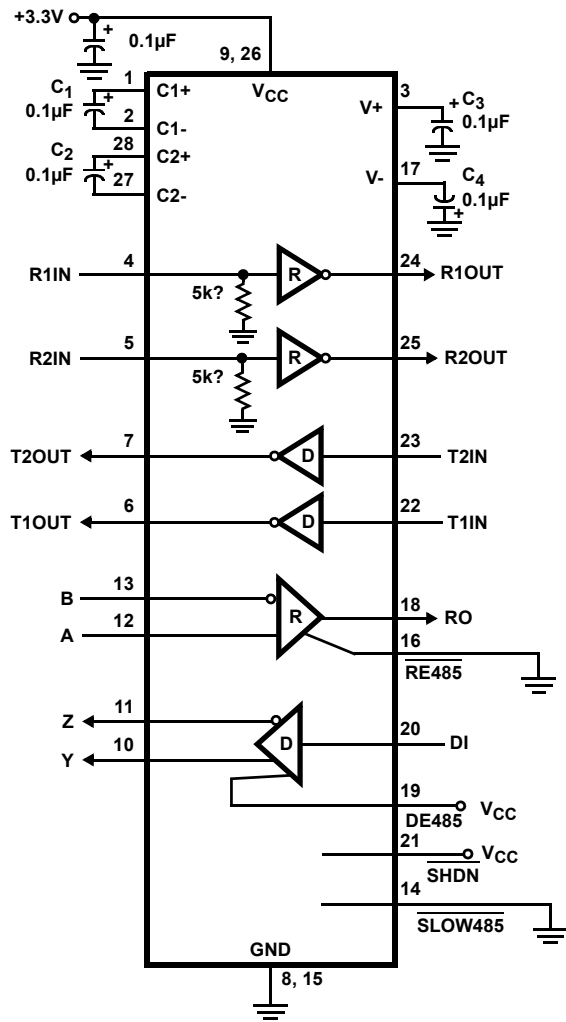 +3.3V
0.1µF
9, 26
1
C1
0.1µF
C1+
VCC
3
V+
+
C3
0.1µF
2
C1-
+
28
C2
0.1µF
C2+
+
27
C2-
17
V-
C4
0.1µF
+
+
R1IN
4
R
24
R1OUT
5k?
R2IN
5
R
25
R2OUT
5k?
T2OUT
7
D
23
T2IN
T1OUT
6
D
22
T1IN
B
13
A
12
R
18
RO
16
RE485
Z
11
Y
10
D
20
DI
19
DE485
VCC
21
SHDN
VCC
14
SLOW485
GND
8, 15